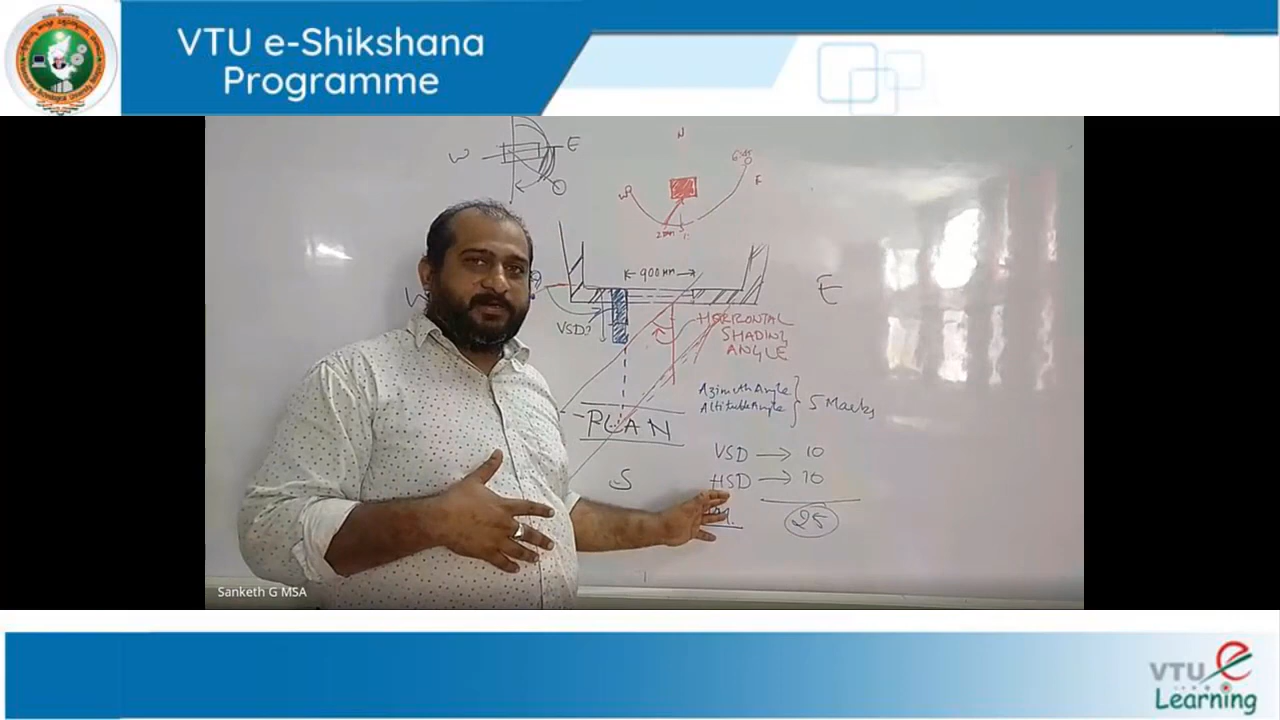 VTU e-Shikshana
Programme
W
E
N
E
900 mm
E
W
VSD?
HORIZONTAL
SHADING
ANGLE
Azimuth Angle
Altitude Angle
5 Marks
PLAN
VSD → 10
S
HSD → 10
25
Sanketh G MSA
VTU
e Learning